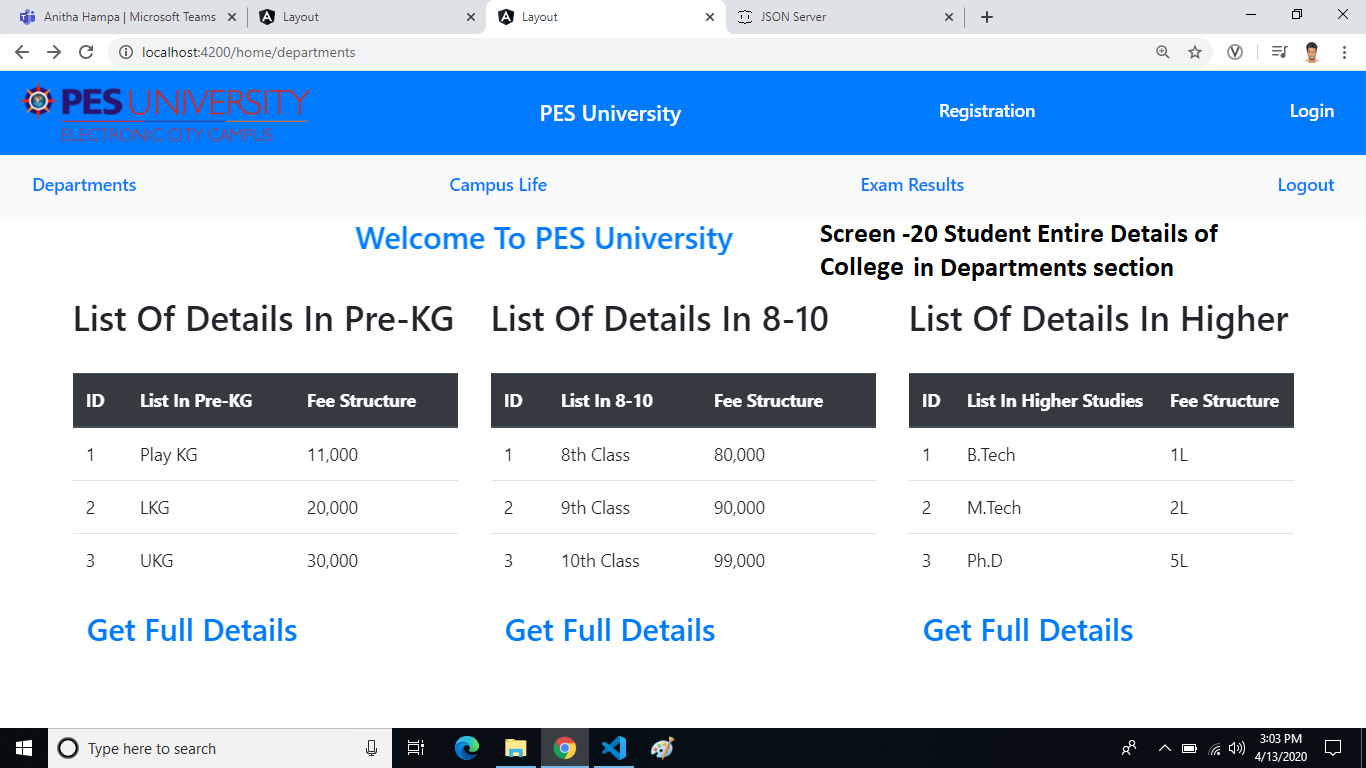 Anitha Hampa | Microsoft Teams
Layout
Layout
JSON Server
localhost:4200/home/departments
PES UNIVERSITY
ELECTRONIC CITY CAMPUS
PES University
Registration
Login
Departments
Campus Life
Exam Results
Logout
Welcome To PES University
Screen -20 Student Entire Details of
College in Departments section
List Of Details In Pre-KG
ID List In Pre-KG Fee Structure
1 Play KG 11,000
2 LKG 20,000
3 UKG 30,000
Get Full Details
List Of Details In 8-10
ID List In 8-10 Fee Structure
1 8th Class 80,000
2 9th Class 90,000
3 10th Class 99,000
Get Full Details
List Of Details In Higher
ID List In Higher Studies Fee Structure
1 B.Tech 1L
2 M.Tech 2L
3 Ph.D 5L
Get Full Details
Type here to search
3:03 PM
4/13/2020